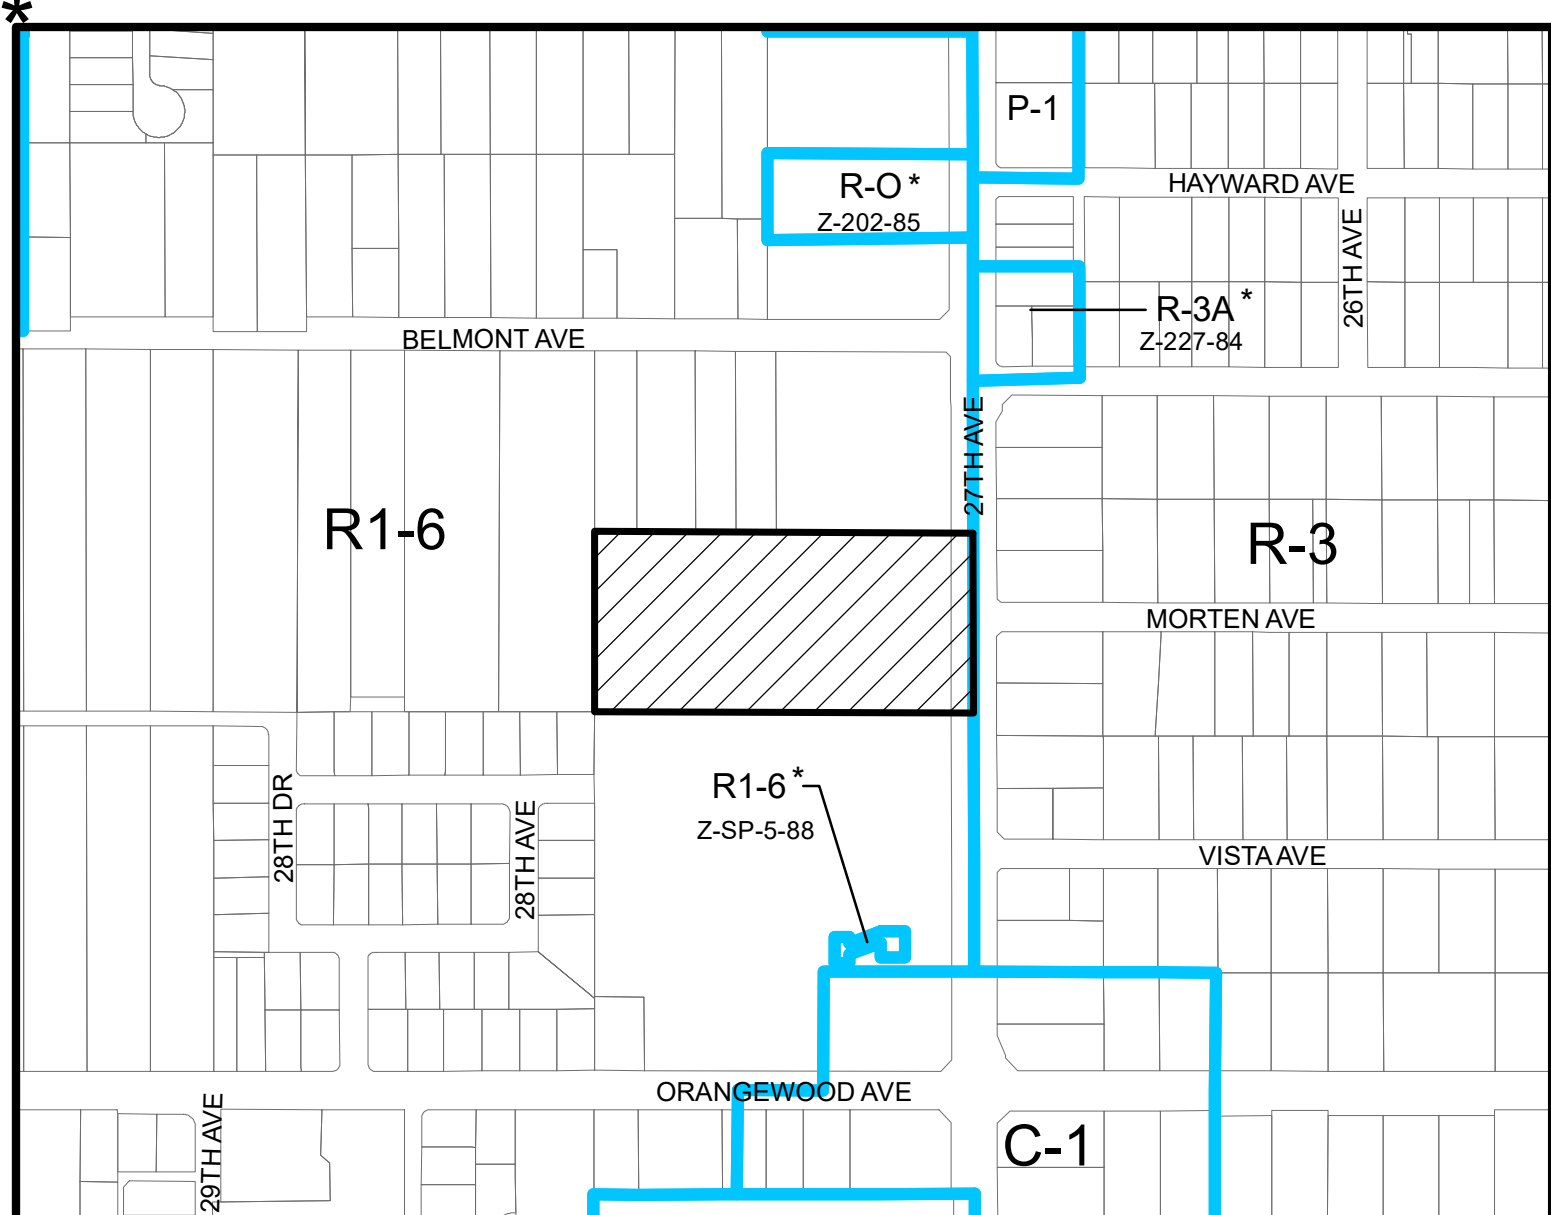 *
P-1
R-O *
Z-202-85
HAYWARD AVE
26TH AVE
R-3A *
Z-227-84
BELMONT AVE
27TH AVE
R1-6
R-3
MORTEN AVE
R1-6 *
Z-SP-5-88
28TH DR
28TH AVE
VISTA AVE
ORANGEWOOD AVE
29TH AVE
C-1